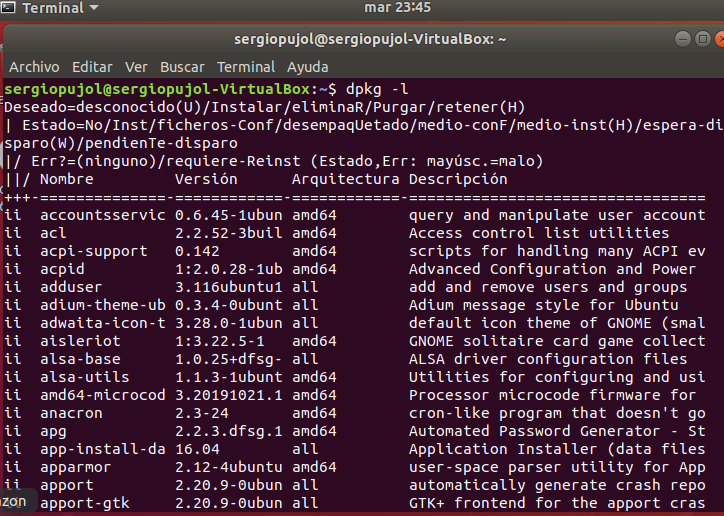 Terminal
mar 23:45
sergiopujol@sergiopujol-VirtualBox: ~
Archivo Editar Ver Buscar Terminal Ayuda
sergiopujol@sergiopujol-VirtualBox:~$ dpkg -l
Deseado=desconocido(U)/Instalar/eliminaR/Purgar/retener(H)
| Estado=No/Inst/ficheros-Conf/desempaqUetado/medio-conF/medio-inst(H)/espera-di
sparo(W)/pendienTe-disparo
|/ Err?=(ninguno)/requiere-Reinst (Estado,Err: mayúsc.=malo)
||/ Nombre Versión Arquitectura Descripción
+++-==============-============-============-=================================
ii accountsservic 0.6.45-1ubun amd64 query and manipulate user account
ii acl 2.2.52-3buil amd64 Access control list utilities
ii acpi-support 0.142 amd64 scripts for handling many ACPI ev
ii acpid 1:2.0.28-1ub amd64 Advanced Configuration and Power
ii adduser 3.116ubuntu1 all add and remove users and groups
ii adium-theme-ub 0.3.4-0ubunt all Adium message style for Ubuntu
ii adwaita-icon-t 3.28.0-1ubun all default icon theme of GNOME (smal
ii aisleriot 1:3.22.5-1 amd64 GNOME solitaire card game collect
ii alsa-base 1.0.25+dfsg- all ALSA driver configuration files
ii alsa-utils 1.1.3-1ubunt amd64 Utilities for configuring and usi
ii amd64-microcod 3.20191021.1 amd64 Processor microcode firmware for
ii anacron 2.3-24 amd64 cron-like program that doesn't go
ii apg 2.2.3.dfsg.1 amd64 Automated Password Generator - St
ii app-install-da 16.04 all Application Installer (data files
ii apparmor 2.12-4ubuntu amd64 user-space parser utility for App
ii apport 2.20.9-0ubun all automatically generate crash repo
apport-gtk 2.20.9-0ubun all GTK+ frontend for the apport cras
zon